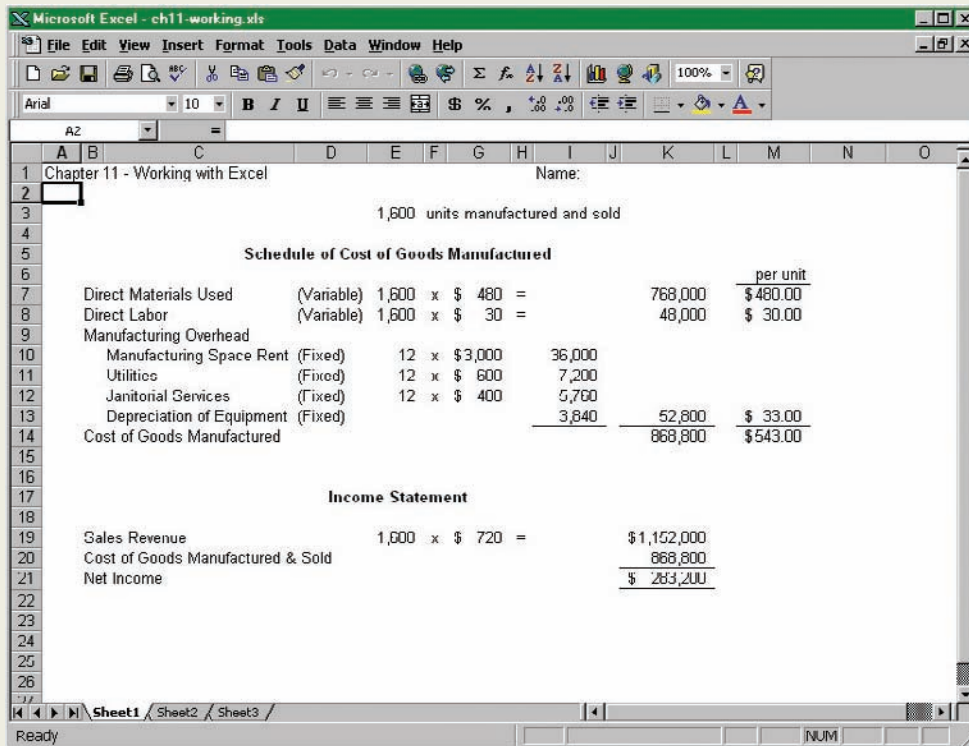 Microsoft Excel - ch11-working.xls
File Edit View Insert Format Tools Data Window Help
100%
Arial 10 B I U $ % ,
A2 =
A B C D E F G H I J K L M N O
1 Chapter 11 - Working with Excel Name:
2
3 1,600 units manufactured and sold
4
5 Schedule of Cost of Goods Manufactured
6 per unit
7 Direct Materials Used (Variable) 1,600 x $ 480 = 768,000 $480.00
8 Direct Labor (Variable) 1,600 x $ 30 = 48,000 $ 30.00
9 Manufacturing Overhead
10 Manufacturing Space Rent (Fixed) 12 x $3,000 36,000
11 Utilities (Fixed) 12 x $ 600 7,200
12 Janitorial Services (Fixed) 12 x $ 400 5,760
13 Depreciation of Equipment (Fixed) 3,840 52,800 $ 33.00
14 Cost of Goods Manufactured 868,800 $543.00
15
16
17 Income Statement
18
19 Sales Revenue 1,600 x $ 720 = $1,152,000
20 Cost of Goods Manufactured & Sold 868,800
21 Net Income $ 283,200
22
23
24
25
26
Sheet1 Sheet2 Sheet3
Ready NUM